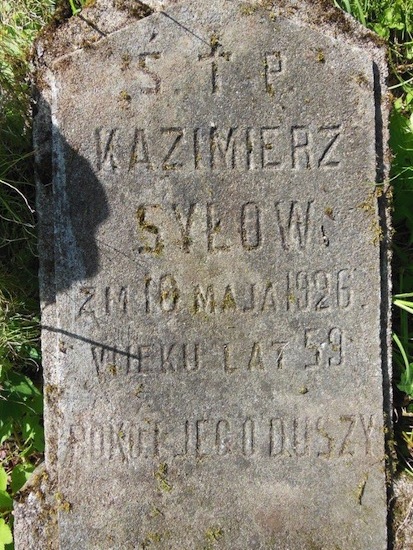 Ś. † P.
KAZIMIERZ
SYŁOW.
ZM 10 MAJA 1926.
W WIEKU LAT 59
POKÓJ JEGO DUSZY